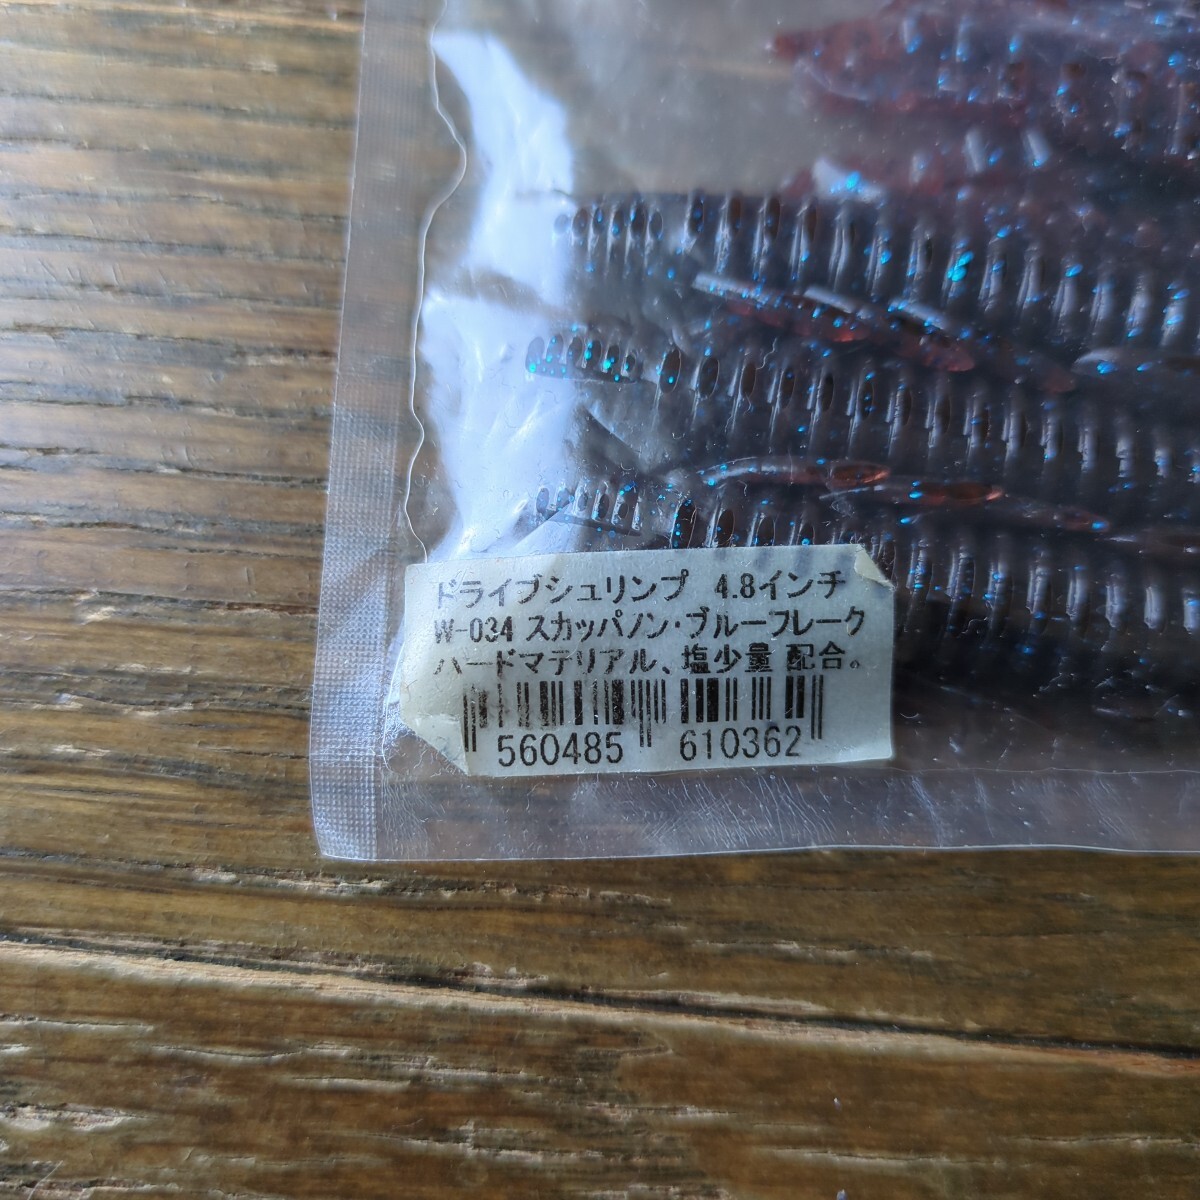 ドライブシュリンプ 4.8インチ
W-034 スカッパノン・ブルーフレーク
ハードマテリアル、塩少量 配合。
560485 610362